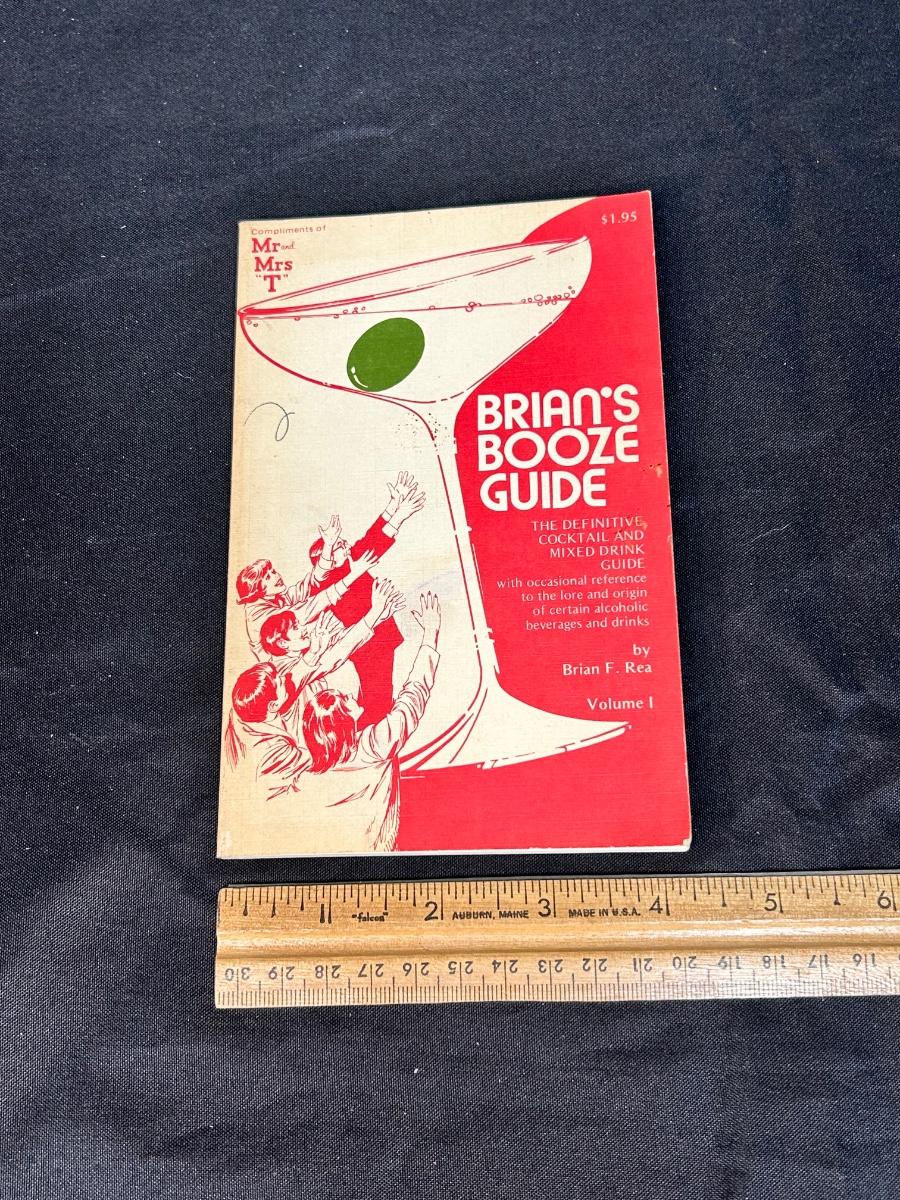 Compliments of
Mr and
Mrs
"T"
$1.95
BRIAN'S
BOOZE
GUIDE
THE DEFINITIVE
COCKTAIL AND
MIXED DRINK
GUIDE
with occasional reference
to the lore and origin
of certain alcoholic
beverages and drinks
by
Brian F. Rea
Volume I
1 "falcon" 2 AUBURN, MAINE 3 MADE IN U.S.A. 4 5 6
30 29 28 27 26 25 24 23 22 21 20 19 18 17 16